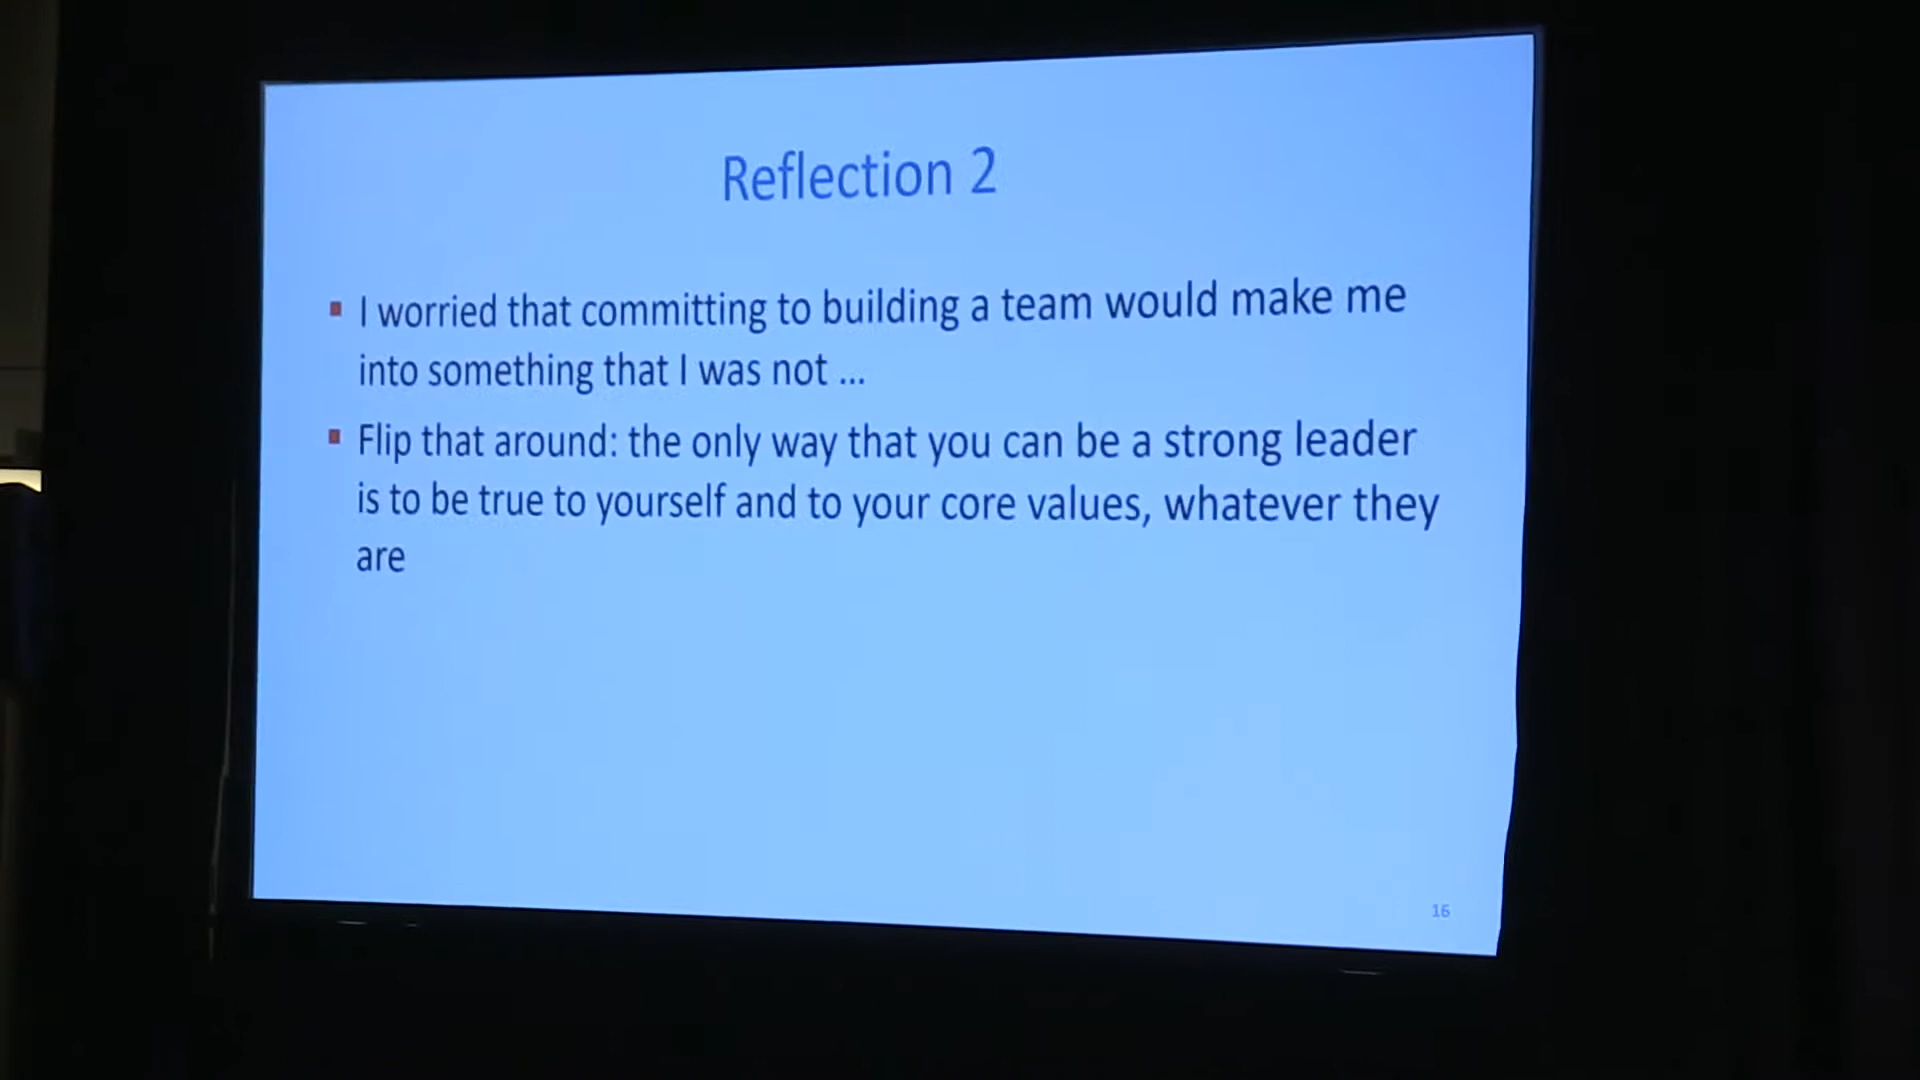 Reflection 2
▪ I worried that committing to building a team would make me
into something that I was not ...
▪ Flip that around: the only way that you can be a strong leader
is to be true to yourself and to your core values, whatever they
are
16